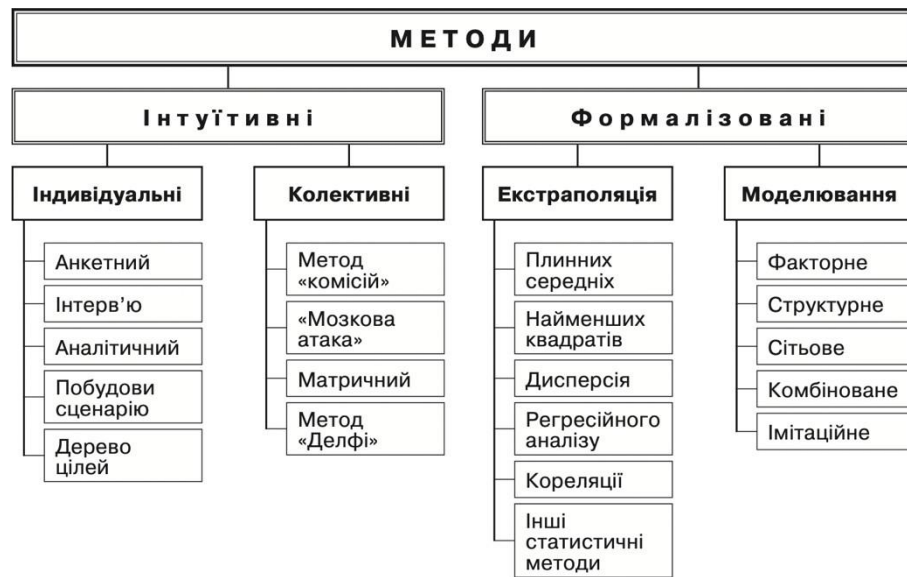 МЕТОДИ
Інтуїтивні
Формалізовані
Індивідуальні
Колективні
Екстраполяція
Моделювання
Анкетний
Інтерв’ю
Аналітичний
Побудови
сценарію
Дерево
цілей
Метод
«комісій»
«Мозкова
атака»
Матричний
Метод
«Делфі»
Плинних
середніх
Найменших
квадратів
Дисперсія
Регресійного
аналізу
Кореляції
Інші
статистичні
методи
Факторне
Структурне
Сітьове
Комбіноване
Імітаційне